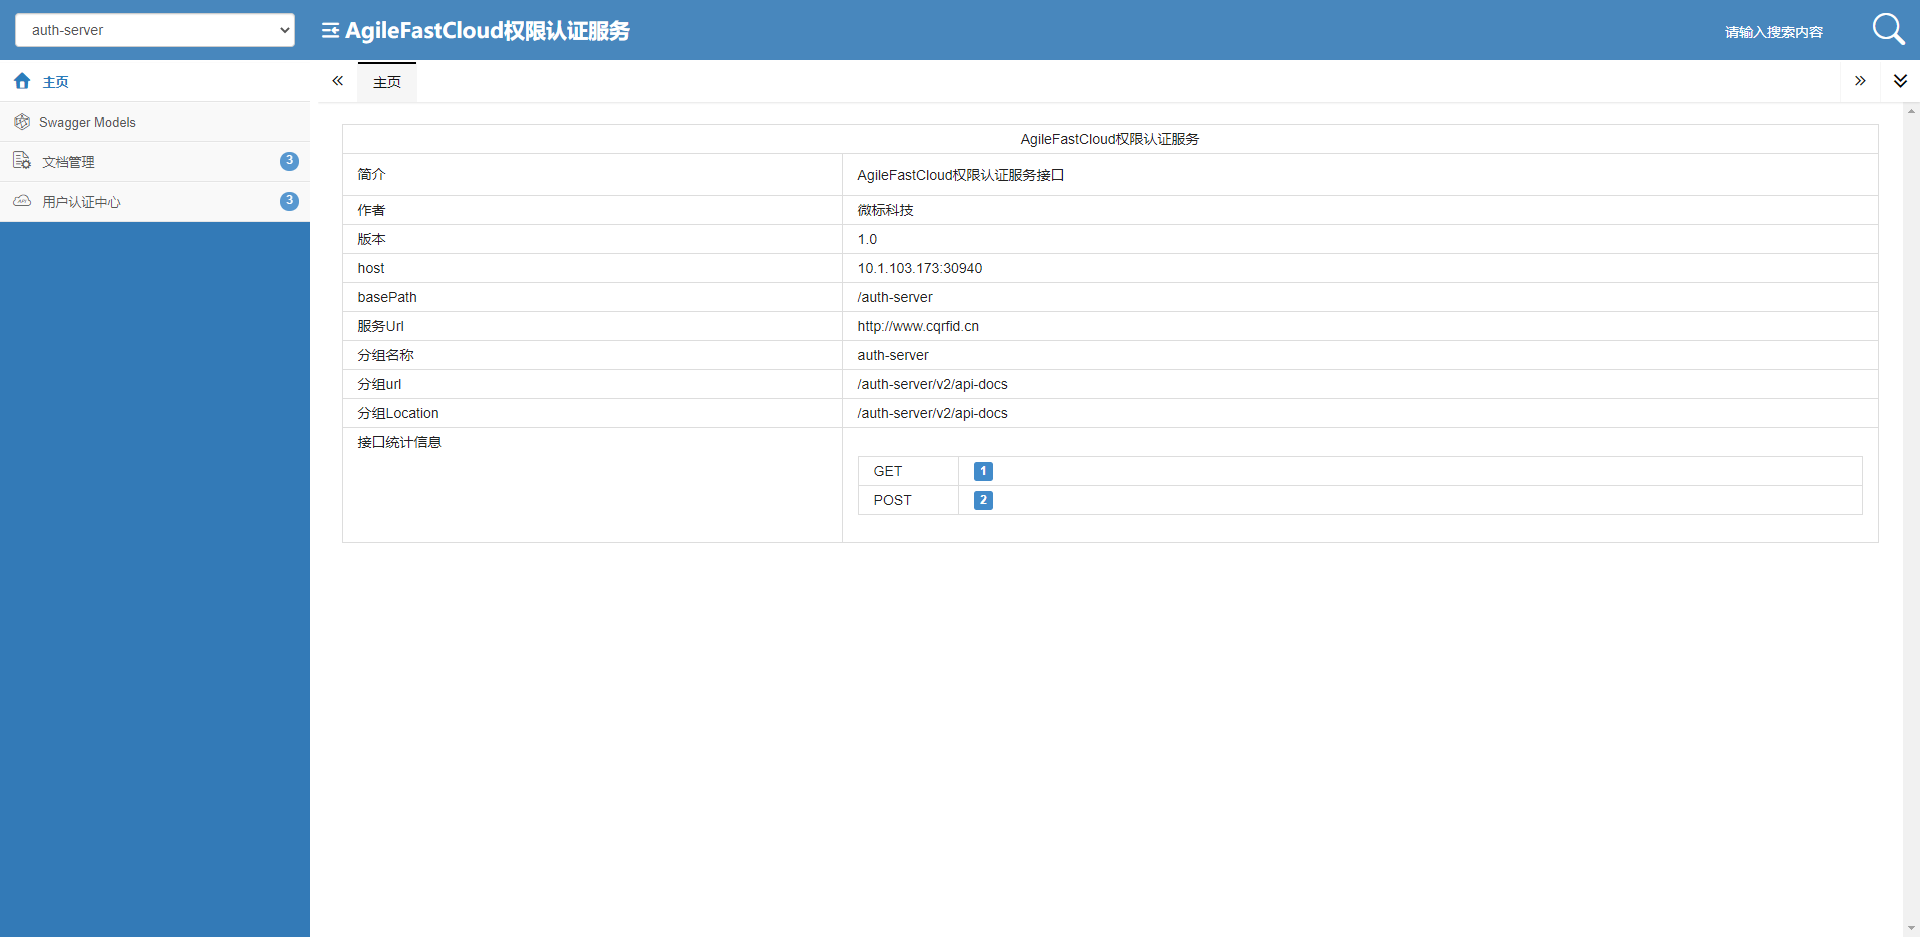 auth-server
AgileFastCloud权限认证服务
请输入搜索内容
主页
Swagger Models
文档管理
3
API
用户认证中心
3
主页
AgileFastCloud权限认证服务
简介
AgileFastCloud权限认证服务接口
作者
微标科技
版本
1.0
host
10.1.103.173:30940
basePath
/auth-server
服务Url
http://www.cqrfid.cn
分组名称
auth-server
分组url
/auth-server/v2/api-docs
分组Location
/auth-server/v2/api-docs
接口统计信息
GET
1
POST
2